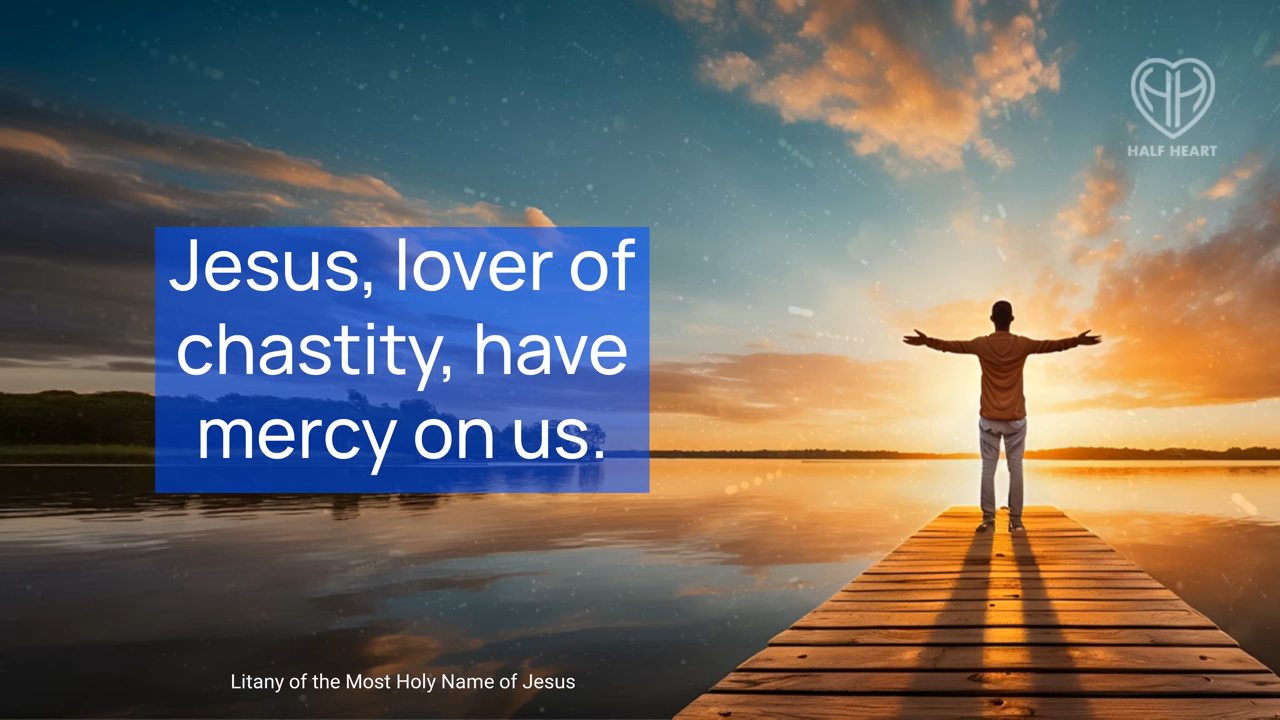 HALF HEART
Jesus, lover of
chastity, have
mercy on us.
Litany of the Most Holy Name of Jesus